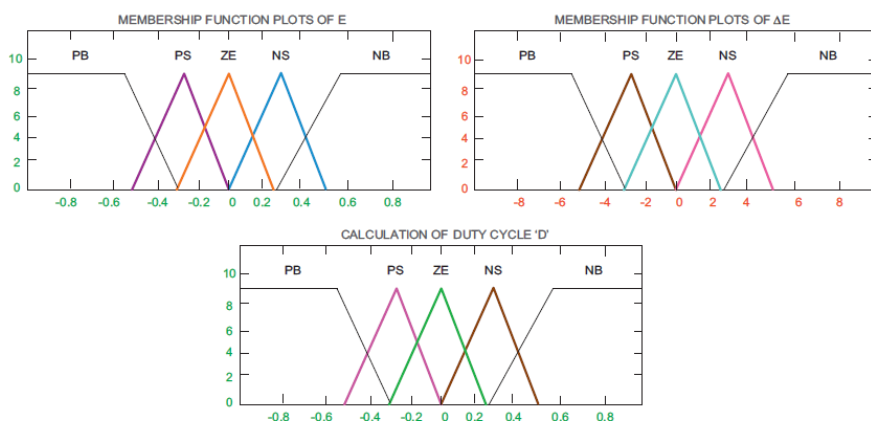 MEMBERSHIP FUNCTION PLOTS OF E
PB PS ZE NS NB
10
8
6
4
2
0
-0.8 -0.6 -0.4 -0.2 0 0.2 0.4 0.6 0.8
MEMBERSHIP FUNCTION PLOTS OF ΔE
PB PS ZE NS NB
10
8
6
4
2
0
-8 -6 -4 -2 0 2 4 6 8
CALCULATION OF DUTY CYCLE 'D'
PB PS ZE NS NB
10
8
6
4
2
0
-0.8 -0.6 -0.4 -0.2 0 0.2 0.4 0.6 0.8